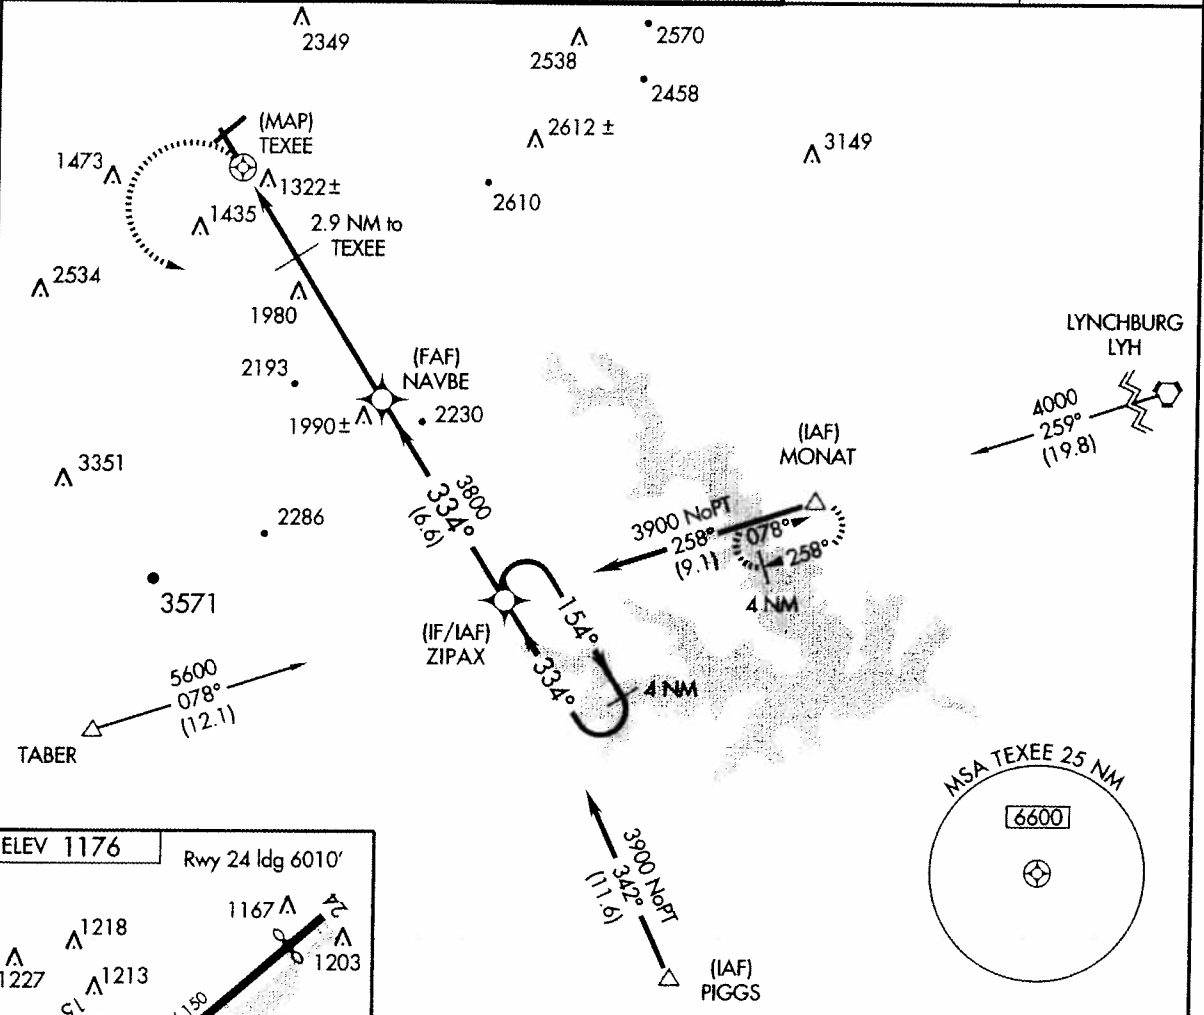 2349
2538
2570
2458
(MAP)
TEXEE
2612 ±
3149
1473
1322±
2610
1435
2.9 NM to
TEXEE
2534
1980
LYNCHBURG
LYH
(FAF)
NAVBE
2193
1990±
2230
4000
259°
(19.8)
(IAF)
MONAT
3351
3800
334°
(6.6)
3900 NoPT
258°
(9.1)
078°
258°
4 NM
2286
3571
154°
(IF/IAF)
ZIPAX
334°
4 NM
5600
078°
(12.1)
TABER
MSA TEXEE 25 NM
6600
3900 NoPT
342°
(11.6)
(IAF)
PIGGS
ELEV 1176
Rwy 24 ldg 6010'
1167
24
1218
1203
1227
1213
15
150